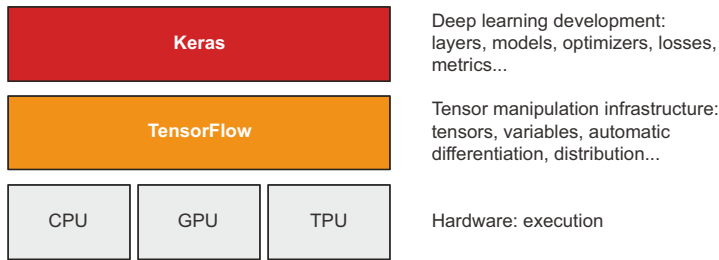 Keras
Deep learning development:
layers, models, optimizers, losses,
metrics...
TensorFlow
Tensor manipulation infrastructure:
tensors, variables, automatic
differentiation, distribution...
CPU
GPU
TPU
Hardware: execution